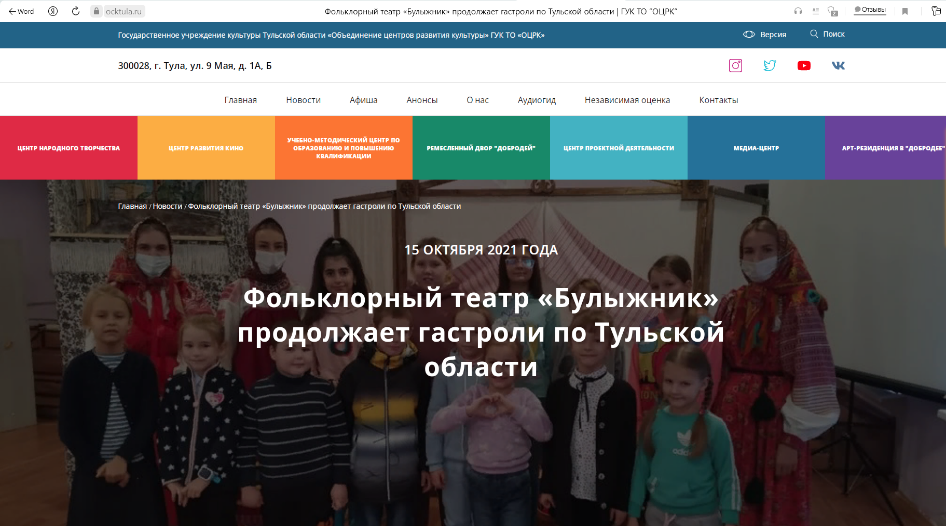 Word
ocktula.ru
Фольклорный театр «Булыжник» продолжает гастроли по Тульской области | ГУК ТО "ОЦРК"
Отзывы
2
Государственное учреждение культуры Тульской области «Объединение центров развития культуры» ГУК ТО «ОЦРК»
Версия
Поиск
300028, г. Тула, ул. 9 Мая, д. 1А, Б
Главная Новости Афиша Анонсы О нас Аудиогид Независимая оценка Контакты
ЦЕНТР НАРОДНОГО ТВОРЧЕСТВА
ЦЕНТР РАЗВИТИЯ КИНО
УЧЕБНО-МЕТОДИЧЕСКИЙ ЦЕНТР ПО
ОБРАЗОВАНИЮ И ПОВЫШЕНИЮ
КВАЛИФИКАЦИИ
РЕМЕСЛЕННЫЙ ДВОР "ДОБРОДЕЙ"
ЦЕНТР ПРОЕКТНОЙ ДЕЯТЕЛЬНОСТИ
МЕДИА-ЦЕНТР
АРТ-РЕЗИДЕНЦИЯ В "ДОБРОДЕБ"
Главная / Новости / Фольклорный театр «Булыжник» продолжает гастроли по Тульской области
15 ОКТЯБРЯ 2021 ГОДА
Фольклорный театр «Булыжник»
продолжает гастроли по Тульской
области